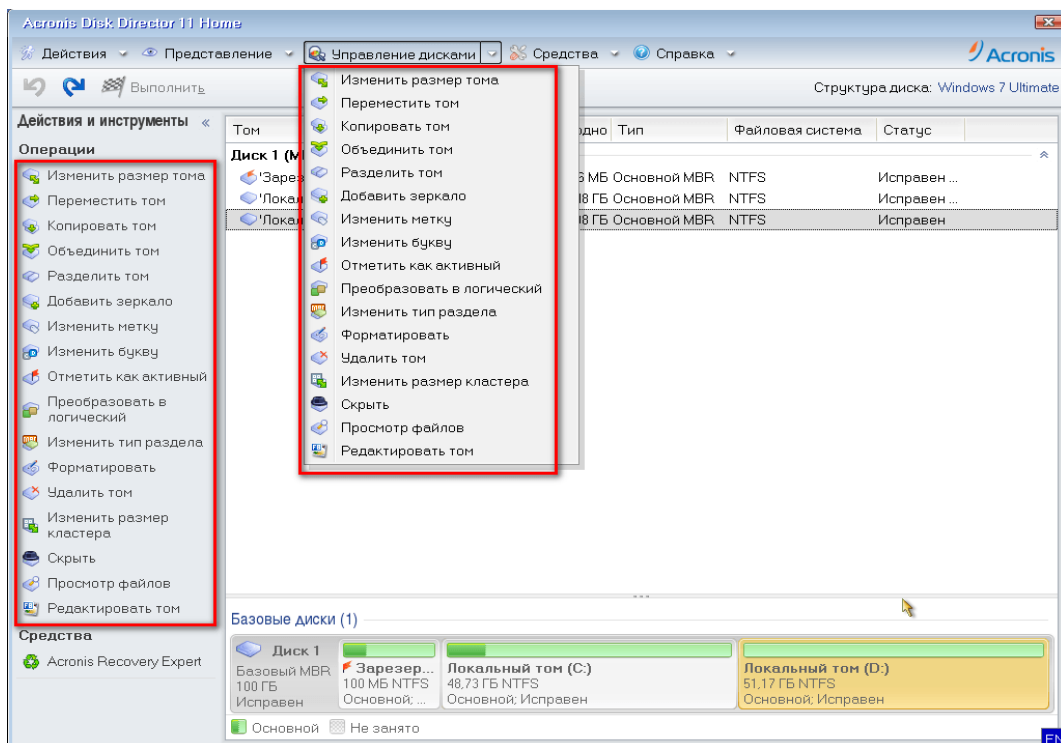 Acronis Disk Director 11 Home
Действия Представление Управление дисками Средства Справка Acronis
Выполнить Структура диска: Windows 7 Ultimate
Действия и инструменты «
Операции
Изменить размер тома
Переместить том
Копировать том
Объединить том
Разделить том
Добавить зеркало
Изменить метку
Изменить букву
Отметить как активный
Преобразовать в
логический
Изменить тип раздела
Форматировать
Удалить том
Изменить размер
кластера
Скрыть
Просмотр файлов
Редактировать том
Средства
Acronis Recovery Expert
Изменить размер тома
Переместить том
Копировать том
Объединить том
Разделить том
Добавить зеркало
Изменить метку
Изменить букву
Отметить как активный
Преобразовать в логический
Изменить тип раздела
Форматировать
Удалить том
Изменить размер кластера
Скрыть
Просмотр файлов
Редактировать том
Том Тип Файловая система Статус
Диск 1
МБ Основной MBR NTFS Исправен ...
ГБ Основной MBR NTFS Исправен ...
ГБ Основной MBR NTFS Исправен
Базовые диски (1)
Диск 1
Базовый MBR
100 ГБ
Исправен
Зарезер...
100 МБ NTFS
Основной; ...
Локальный том (C:)
48,73 ГБ NTFS
Основной; Исправен
Локальный том (D:)
51,17 ГБ NTFS
Основной; Исправен
Основной Не занято
EN